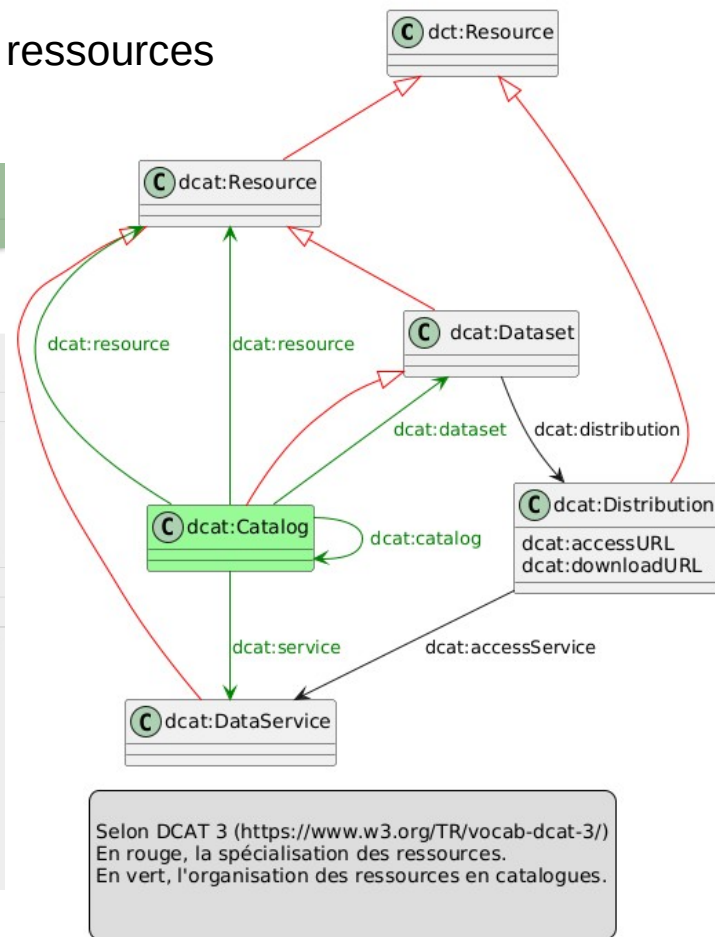 ressources
C dct:Resource
C dcat:Resource
dcat:resource
dcat:resource
C dcat:Dataset
dcat:dataset
dcat:distribution
C dcat:Catalog
dcat:catalog
C dcat:Distribution
dcat:accessURL
dcat:downloadURL
dcat:service
dcat:accessService
C dcat:DataService
Selon DCAT 3 (https://www.w3.org/TR/vocab-dcat-3/)
En rouge, la spécialisation des ressources.
En vert, l'organisation des ressources en catalogues.